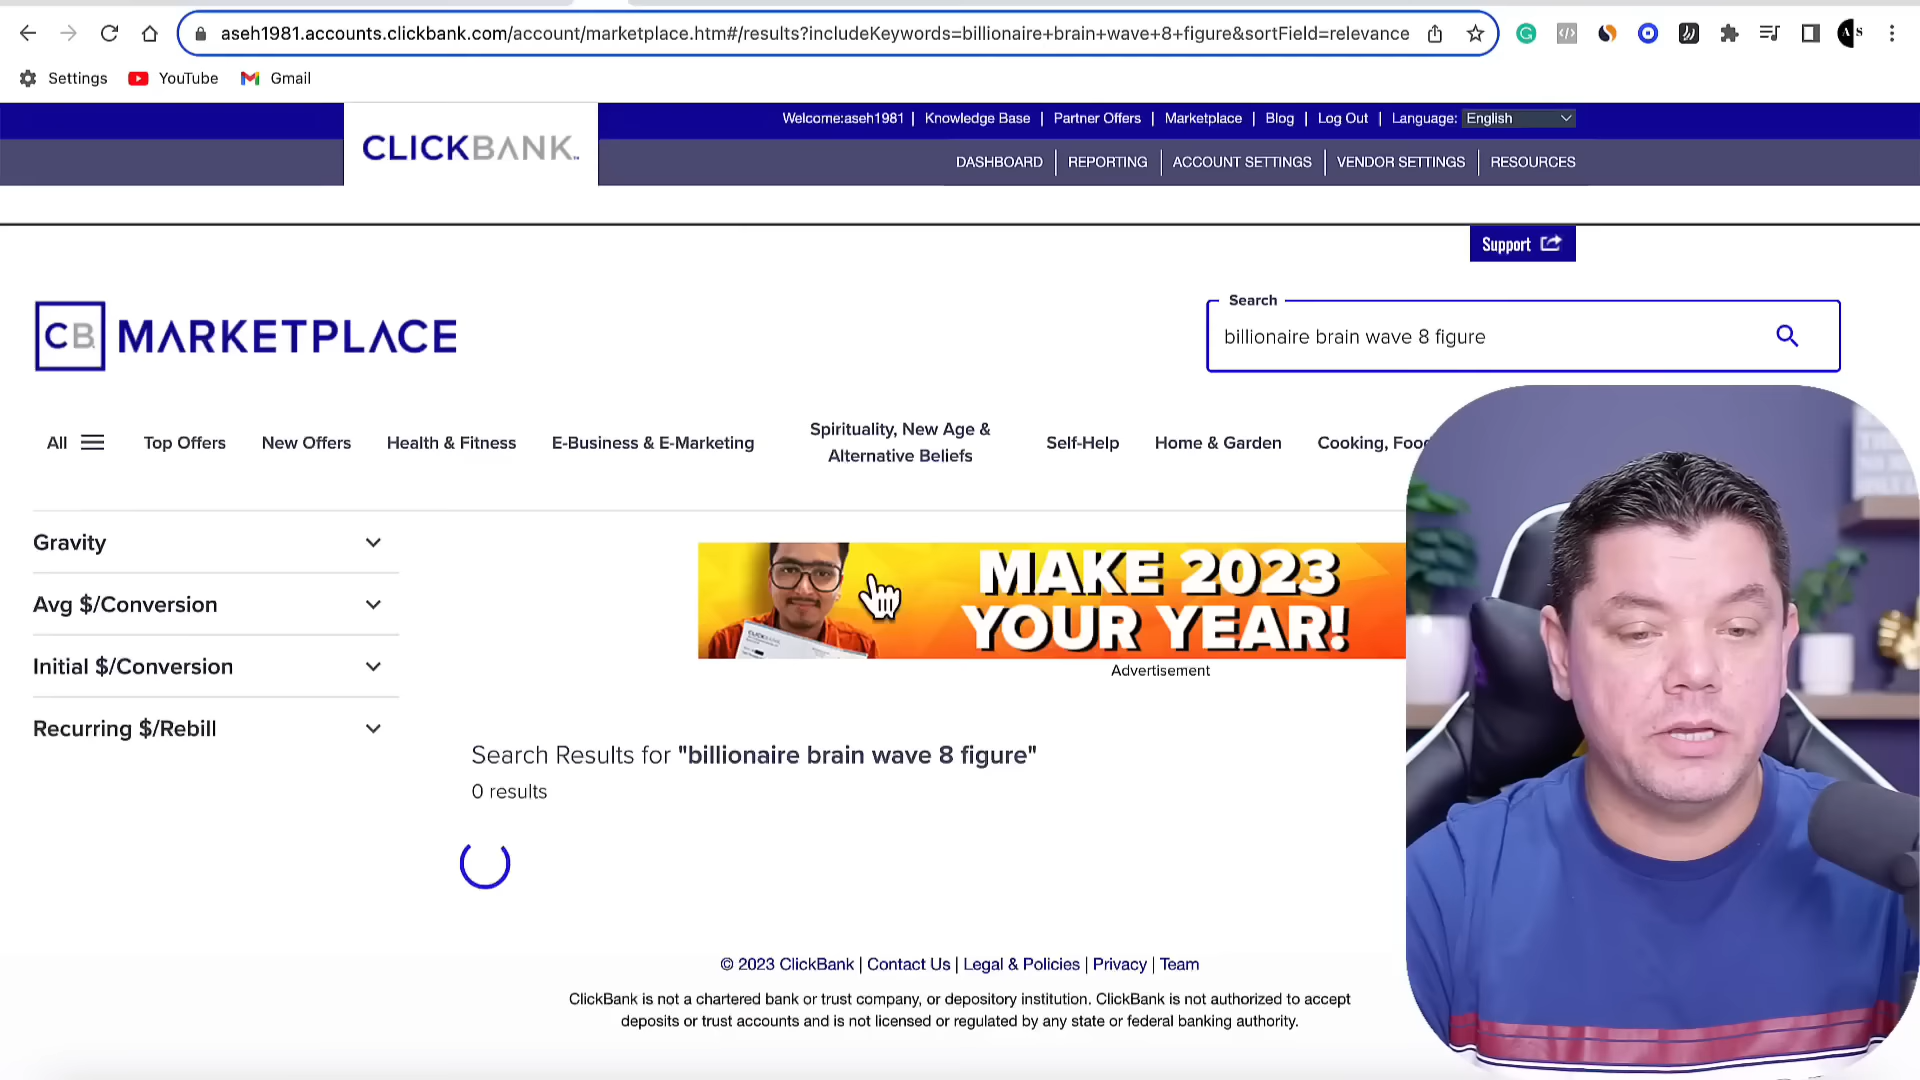 aseh1981.accounts.clickbank.com/account/marketplace.htm#/results?includeKeywords=billionaire+brain+wave+8+figure&sortField=relevance
Settings YouTube Gmail
Welcome:aseh1981 | Knowledge Base | Partner Offers | Marketplace | Blog | Log Out | Language: English
CLICKBANK
DASHBOARD REPORTING ACCOUNT SETTINGS VENDOR SETTINGS RESOURCES
Support
CB MARKETPLACE
Search
billionaire brain wave 8 figure
All Top Offers New Offers Health & Fitness E-Business & E-Marketing Spirituality, New Age & Alternative Beliefs Self-Help Home & Garden Cooking,
Gravity
Avg $/Conversion
Initial $/Conversion
Recurring $/Rebill
MAKE 2023
YOUR YEAR!
Advertisement
Search Results for "billionaire brain wave 8 figure"
0 results
© 2023 ClickBank | Contact Us | Legal & Policies | Privacy | Team
ClickBank is not a chartered bank or trust company, or depository institution. ClickBank is not authorized to accept
deposits or trust accounts and is not licensed or regulated by any state or federal banking authority.